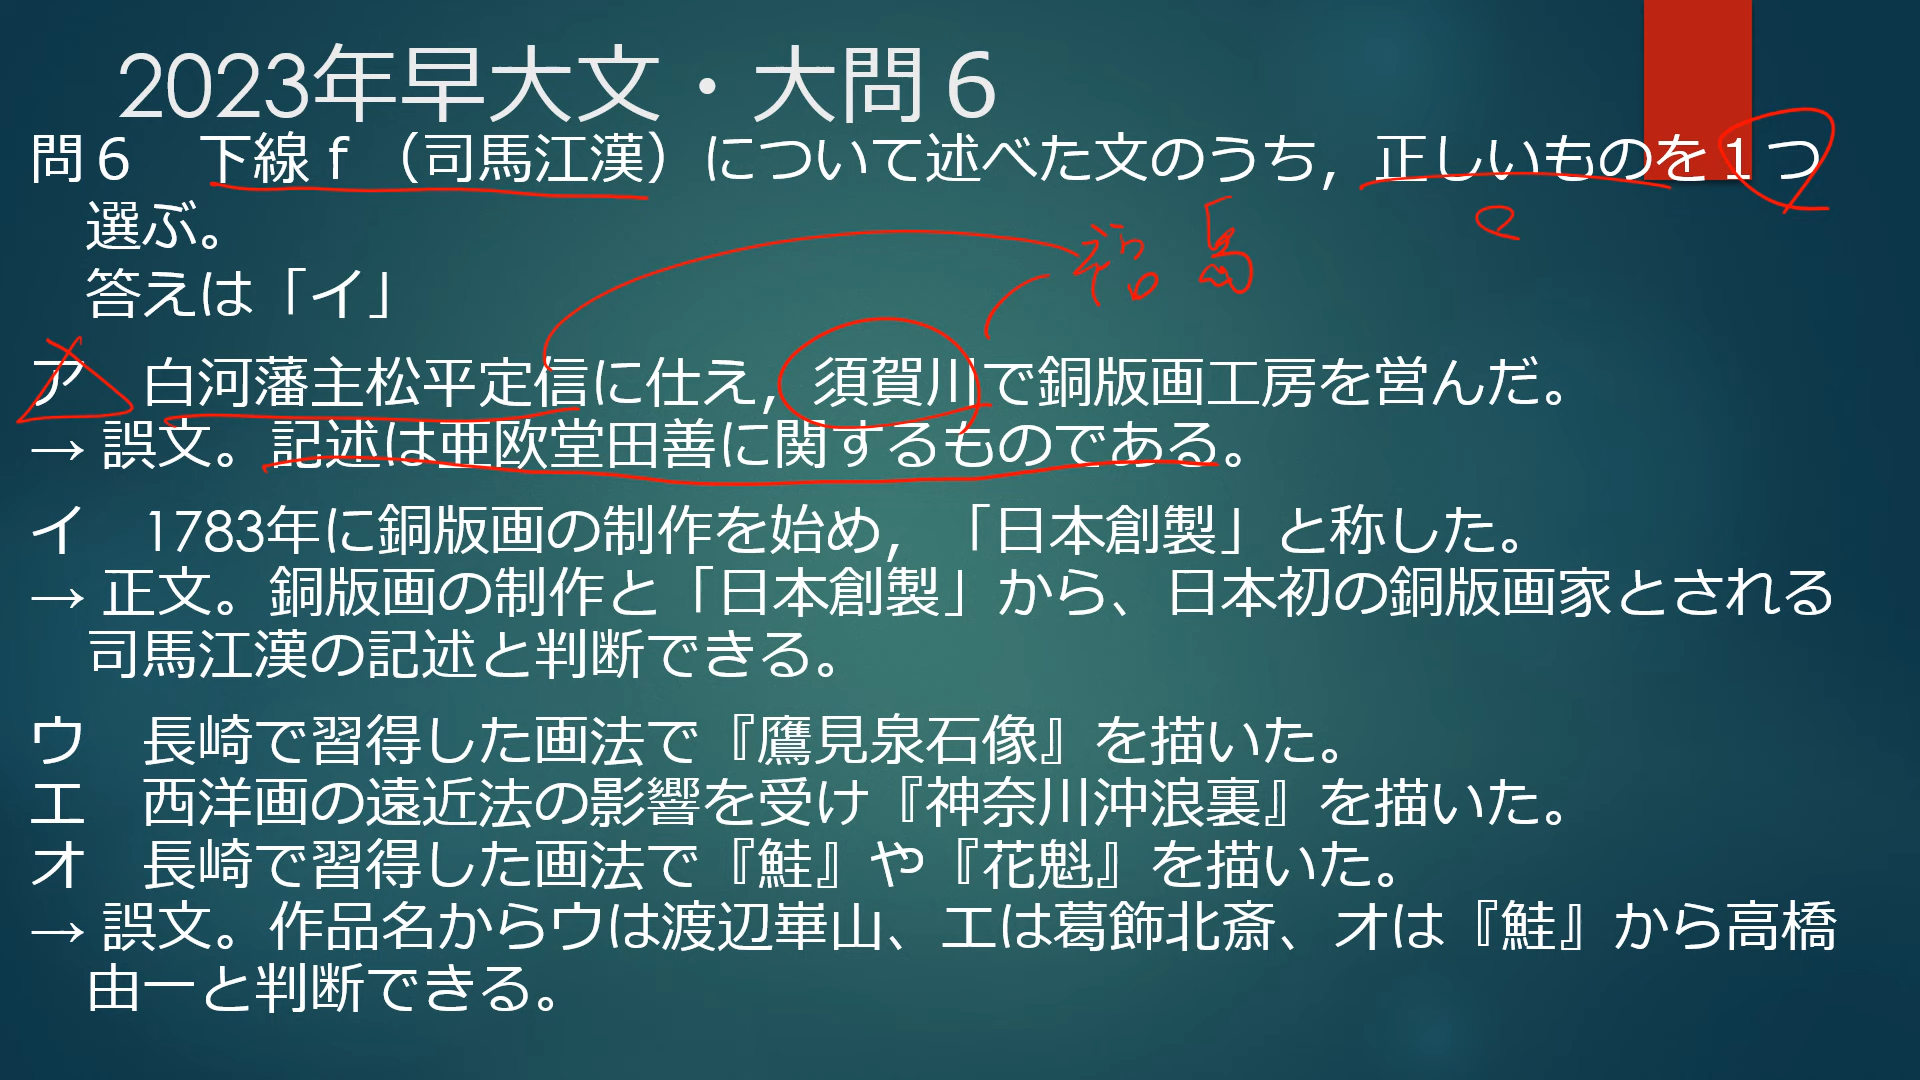 2023年早大文・大問６
問６　下線ｆ（司馬江漢）について述べた文のうち，正しいものを１つ
選ぶ。
答えは「イ」
福島
ア　白河藩主松平定信に仕え，須賀川で銅版画工房を営んだ。
→ 誤文。記述は亜欧堂田善に関するものである。
イ　1783年に銅版画の制作を始め，「日本創製」と称した。
→ 正文。銅版画の制作と「日本創製」から、日本初の銅版画家とされる
司馬江漢の記述と判断できる。
ウ　長崎で習得した画法で『鷹見泉石像』を描いた。
エ　西洋画の遠近法の影響を受け『神奈川沖浪裏』を描いた。
オ　長崎で習得した画法で『鮭』や『花魁』を描いた。
→ 誤文。作品名からウは渡辺崋山、エは葛飾北斎、オは『鮭』から高橋
由一と判断できる。